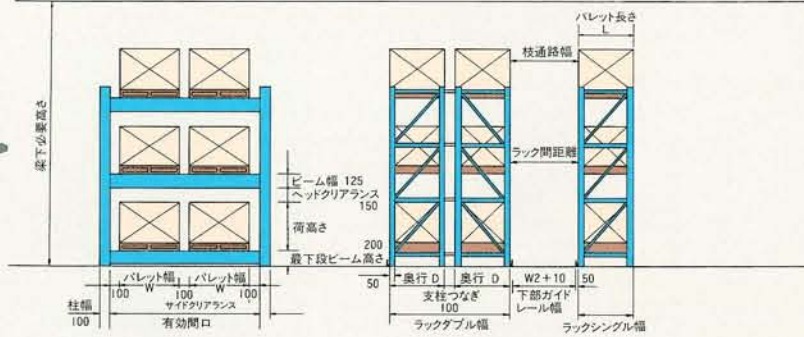 パレット長さ
L
枝通路幅
梁下必要高さ
ラック間距離
ビーム幅 125
ヘッドクリアランス
150
荷高さ
200
最下段ビーム高さ
パレット幅 パレット幅
100 W 100 W 100
サイドクリアランス
柱幅
100
有効間口
50
奥行 D 奥行 D
W2+10
50
支柱つなぎ
100
下部ガイド
レール幅
ラックダブル幅
ラックシングル幅